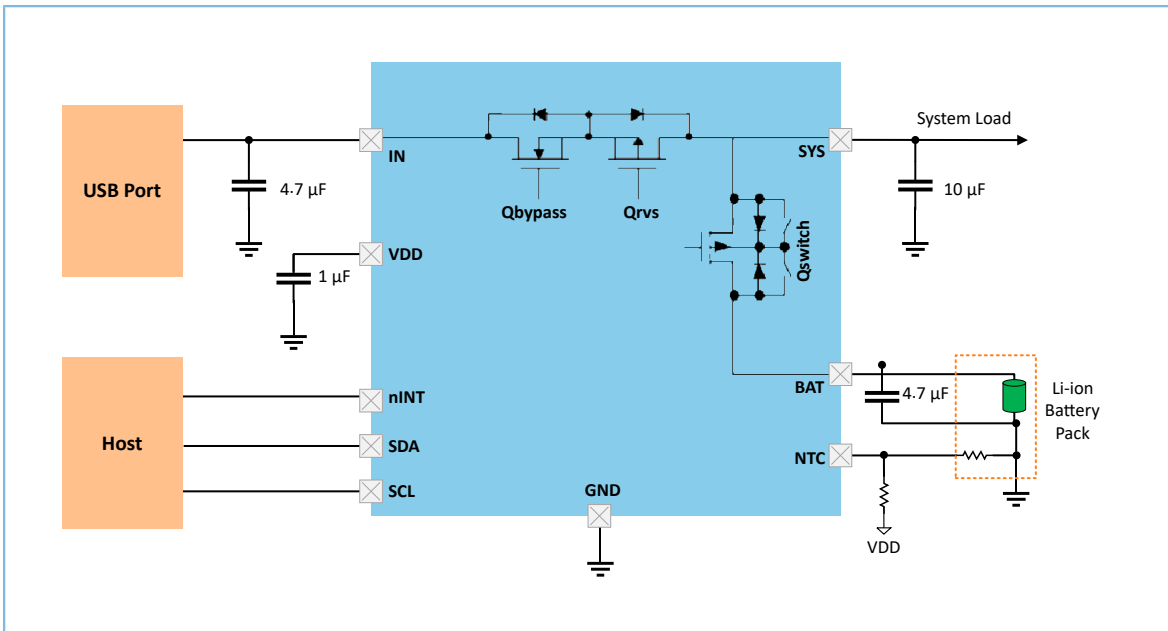 System Load
USB Port
IN
SYS
4.7 µF
10 µF
Qbypass
Qrvs
Qswitch
VDD
1 µF
BAT
4.7 µF
Li-ion
Battery
Pack
Host
nINT
SDA
NTC
SCL
GND
VDD